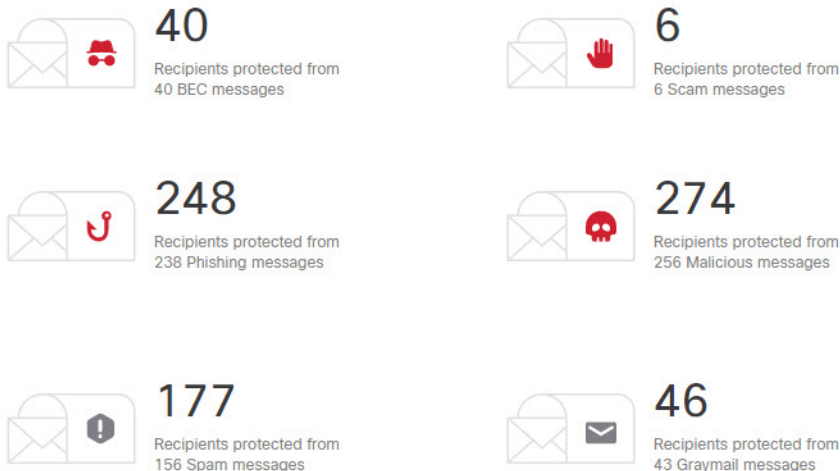 40
Recipients protected from
40 BEC messages
6
Recipients protected from
6 Scam messages
248
Recipients protected from
238 Phishing messages
274
Recipients protected from
256 Malicious messages
177
Recipients protected from
156 Spam messages
46
Recipients protected from
43 Graymail messages